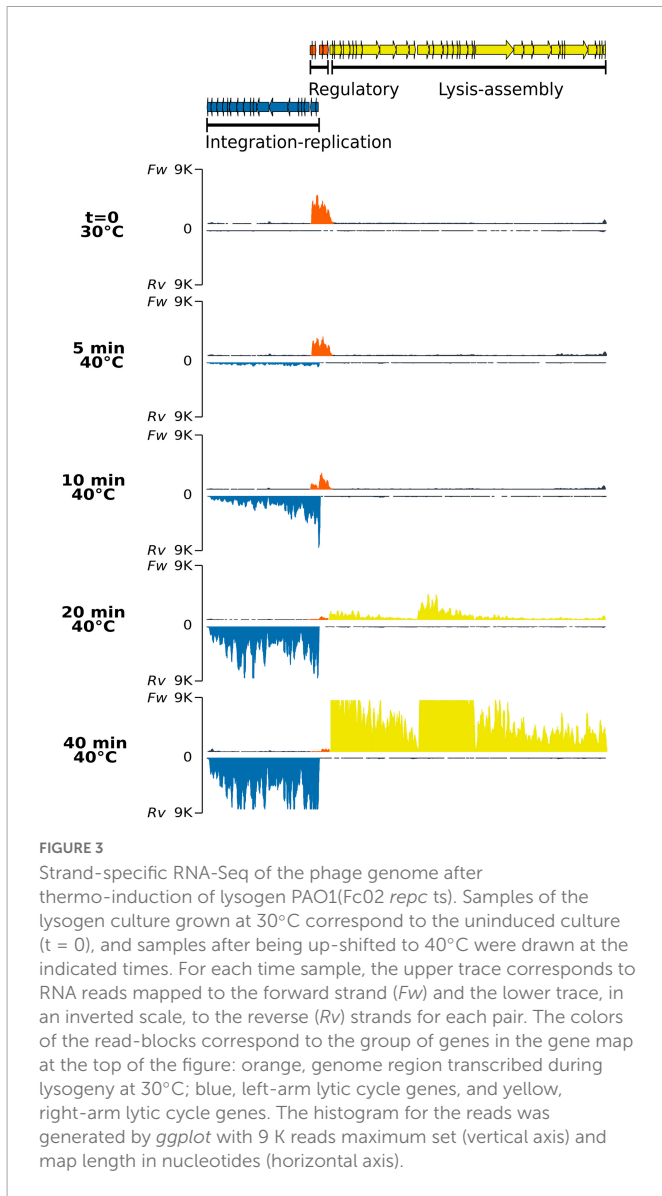 Regulatory Lysis-assembly
Integration-replication
Fw 9K
t=0
30°C
0
Rv 9K
Fw 9K
5 min
40°C
0
Rv 9K
Fw 9K
10 min
40°C
0
Rv 9K
Fw 9K
20 min
40°C
0
Rv 9K
Fw 9K
40 min
40°C
0
Rv 9K
FIGURE 3
Strand-specific RNA-Seq of the phage genome after
thermo-induction of lysogen PAO1(Fc02 repc ts). Samples of the
lysogen culture grown at 30°C correspond to the uninduced culture
(t = 0), and samples after being up-shifted to 40°C were drawn at the
indicated times. For each time sample, the upper trace corresponds to
RNA reads mapped to the forward strand (Fw) and the lower trace, in
an inverted scale, to the reverse (Rv) strands for each pair. The colors
of the read-blocks correspond to the group of genes in the gene map
at the top of the figure: orange, genome region transcribed during
lysogeny at 30°C; blue, left-arm lytic cycle genes, and yellow,
right-arm lytic cycle genes. The histogram for the reads was
generated by ggplot with 9 K reads maximum set (vertical axis) and
map length in nucleotides (horizontal axis).